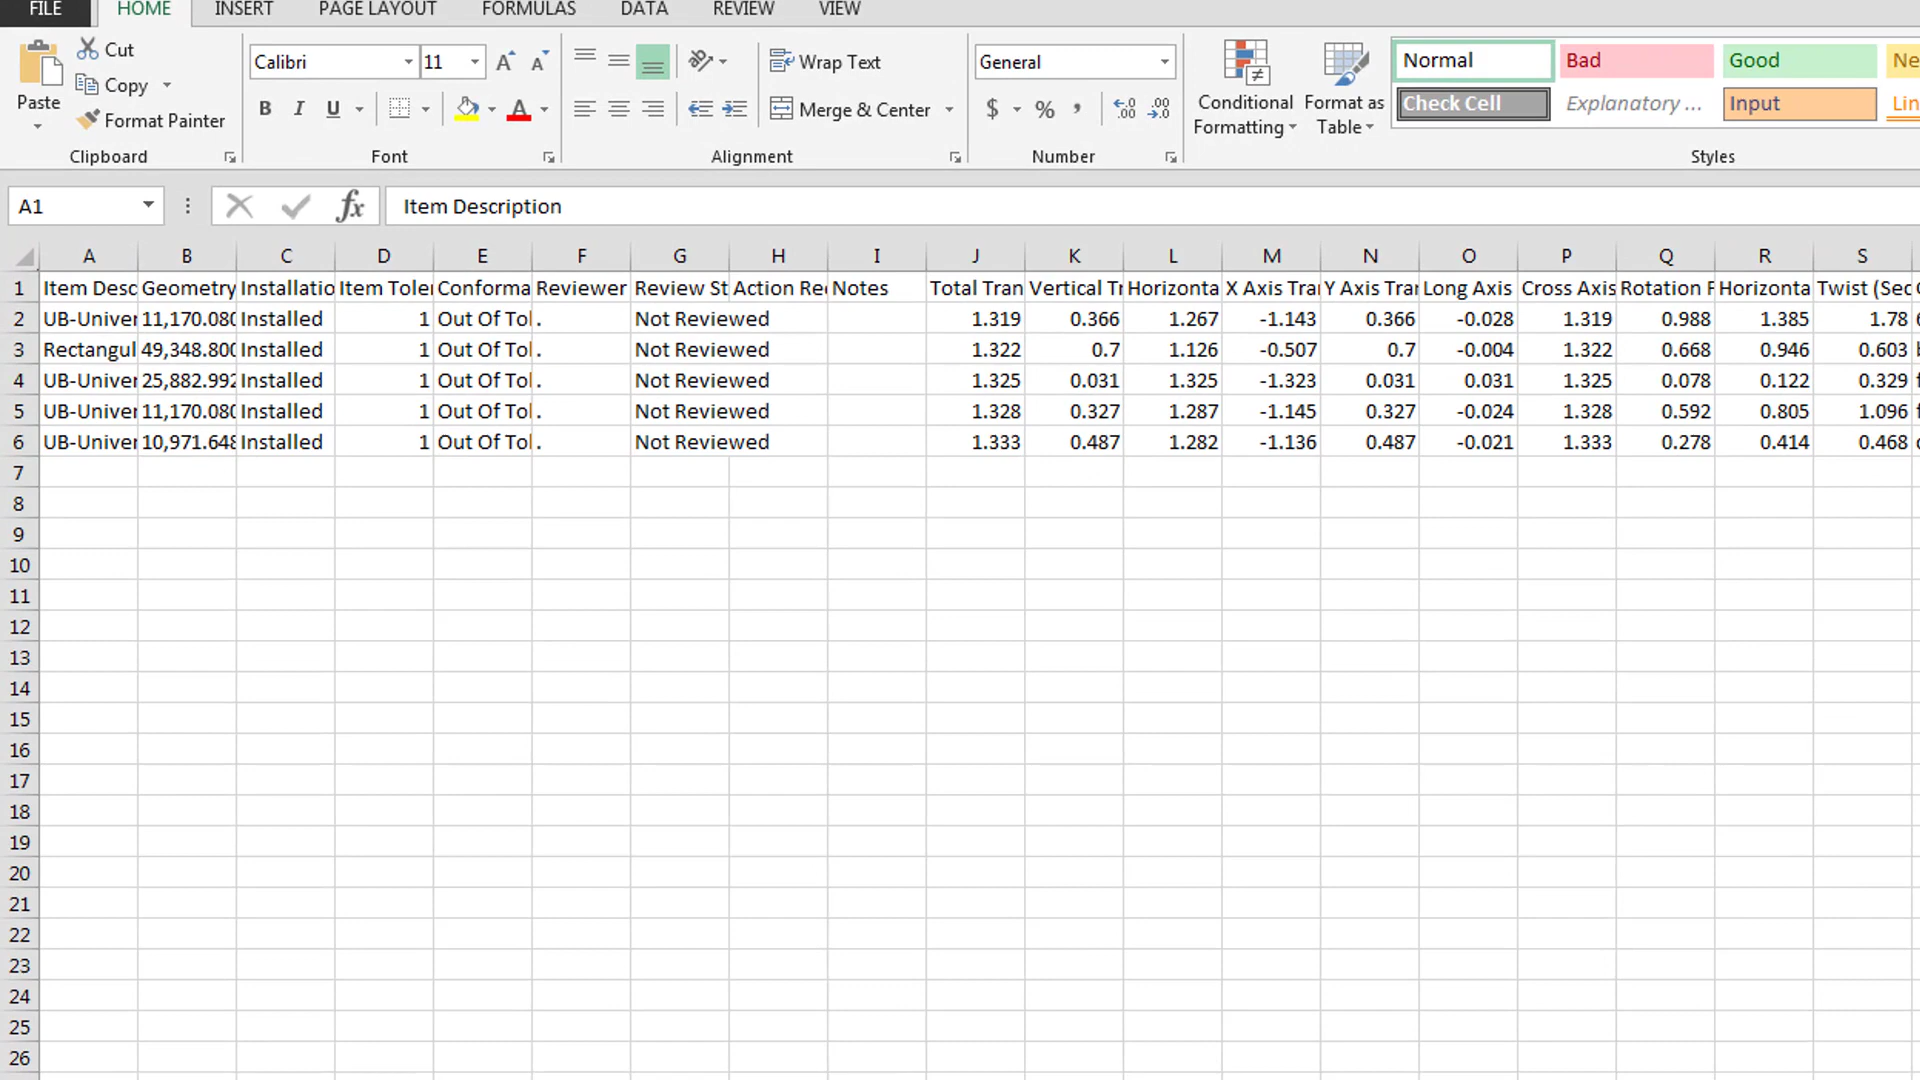 FILE HOME INSERT PAGE LAYOUT FORMULAS DATA REVIEW VIEW
Paste
Cut
Copy
Format Painter
Clipboard
Calibri 11 A A
B I U A
Font
Wrap Text
Merge & Center
Alignment
General
$ % ,
Number
Conditional Formatting
Format as Table
Normal Bad Good Ne
Check Cell Explanatory ... Input Lin
Styles
A1 fx Item Description
A B C D E F G H I J K L M N O P Q R S
1 Item Desc Geometry Installatio Item Toler Conforma Reviewer Review St Action Rec Notes Total Tran Vertical Tr Horizonta X Axis Trar Y Axis Trar Long Axis Cross Axis Rotation F Horizonta Twist (Sec
2 UB-Univer 11,170.080 Installed 1 Out Of Tol . Not Reviewed 1.319 0.366 1.267 -1.143 0.366 -0.028 1.319 0.988 1.385 1.78
3 Rectangul 49,348.800 Installed 1 Out Of Tol . Not Reviewed 1.322 0.7 1.126 -0.507 0.7 -0.004 1.322 0.668 0.946 0.603
4 UB-Univer 25,882.992 Installed 1 Out Of Tol . Not Reviewed 1.325 0.031 1.325 -1.323 0.031 0.031 1.325 0.078 0.122 0.329
5 UB-Univer 11,170.080 Installed 1 Out Of Tol . Not Reviewed 1.328 0.327 1.287 -1.145 0.327 -0.024 1.328 0.592 0.805 1.096
6 UB-Univer 10,971.648 Installed 1 Out Of Tol . Not Reviewed 1.333 0.487 1.282 -1.136 0.487 -0.021 1.333 0.278 0.414 0.468
7
8
9
10
11
12
13
14
15
16
17
18
19
20
21
22
23
24
25
26